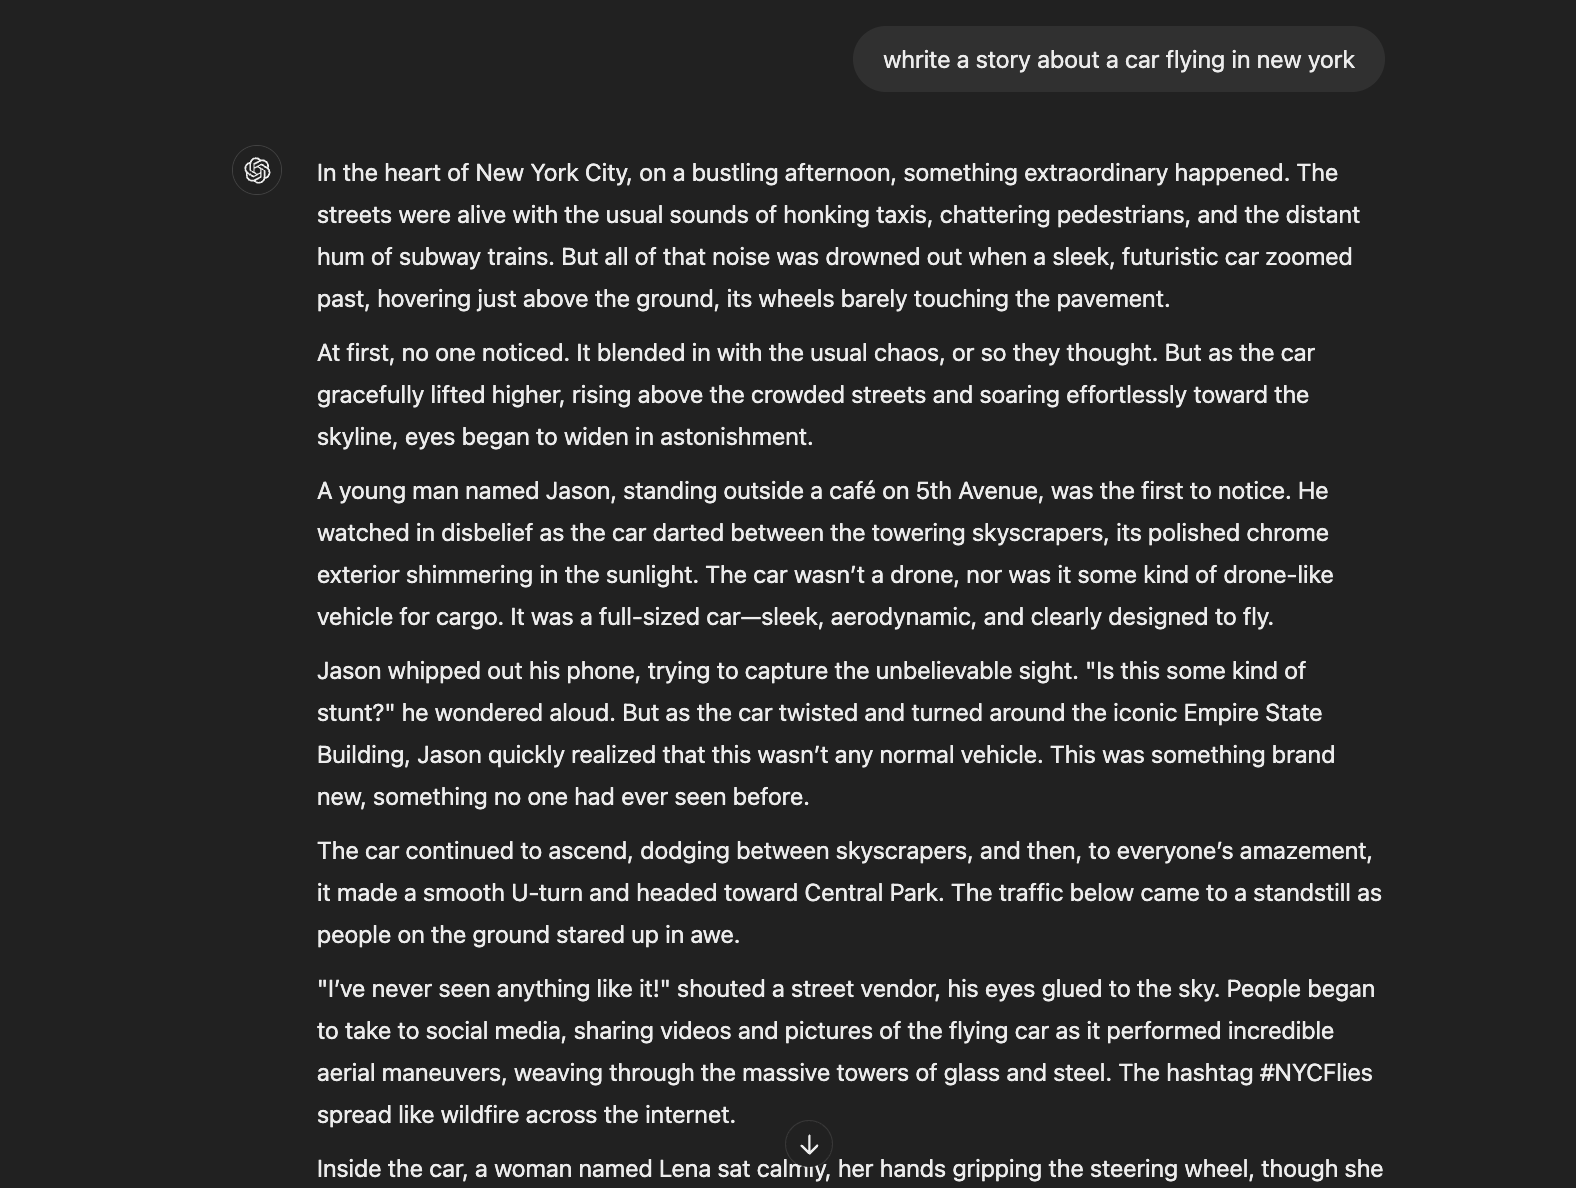 whrite a story about a car flying in new york
In the heart of New York City, on a bustling afternoon, something extraordinary happened. The
streets were alive with the usual sounds of honking taxis, chattering pedestrians, and the distant
hum of subway trains. But all of that noise was drowned out when a sleek, futuristic car zoomed
past, hovering just above the ground, its wheels barely touching the pavement.
At first, no one noticed. It blended in with the usual chaos, or so they thought. But as the car
gracefully lifted higher, rising above the crowded streets and soaring effortlessly toward the
skyline, eyes began to widen in astonishment.
A young man named Jason, standing outside a café on 5th Avenue, was the first to notice. He
watched in disbelief as the car darted between the towering skyscrapers, its polished chrome
exterior shimmering in the sunlight. The car wasn’t a drone, nor was it some kind of drone-like
vehicle for cargo. It was a full-sized car—sleek, aerodynamic, and clearly designed to fly.
Jason whipped out his phone, trying to capture the unbelievable sight. "Is this some kind of
stunt?" he wondered aloud. But as the car twisted and turned around the iconic Empire State
Building, Jason quickly realized that this wasn’t any normal vehicle. This was something brand
new, something no one had ever seen before.
The car continued to ascend, dodging between skyscrapers, and then, to everyone’s amazement,
it made a smooth U-turn and headed toward Central Park. The traffic below came to a standstill as
people on the ground stared up in awe.
"I’ve never seen anything like it!" shouted a street vendor, his eyes glued to the sky. People began
to take to social media, sharing videos and pictures of the flying car as it performed incredible
aerial maneuvers, weaving through the massive towers of glass and steel. The hashtag #NYCFlies
spread like wildfire across the internet.
Inside the car, a woman named Lena sat calmly, her hands gripping the steering wheel, though she